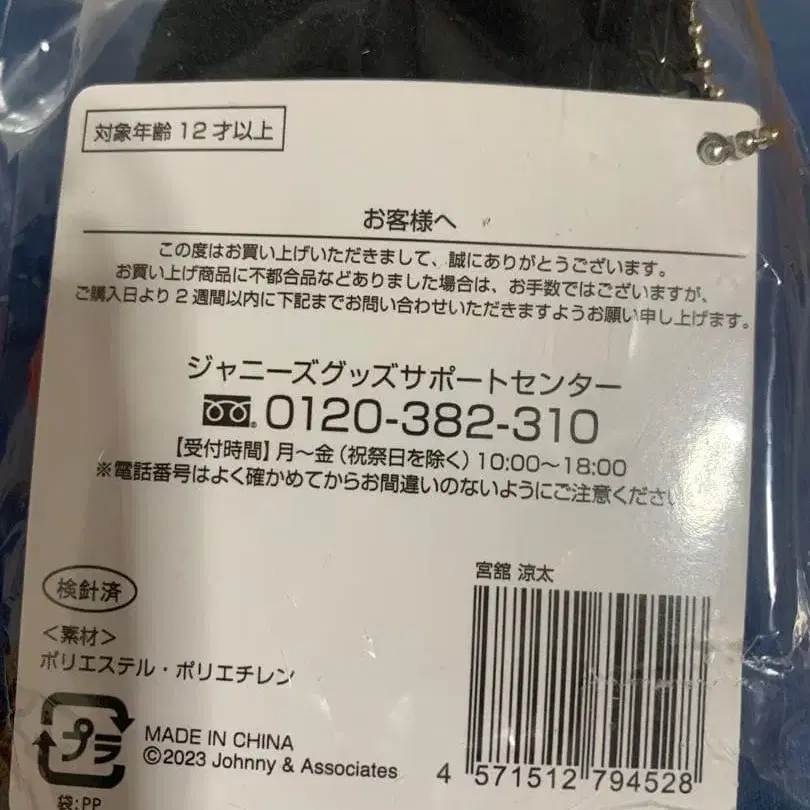 対象年齢12才以上
お客様へ
この度はお買い上げいただきまして、誠にありがとうございます。
お買い上げ商品に不都合品などありました場合は、お手数ではございますが、
ご購入日より2週間以内に下記までお問い合わせいただきますようお願い申し上げます。
ジャニーズグッズサポートセンター
0120-382-310
【受付時間】月〜金(祝祭日を除く)10:00〜18:00
※電話番号はよく確かめてからお間違いのないようにご注意くださ
宮舘 涼太
検針済
<素材>
ポリエステル・ポリエチレン
プラ
MADE IN CHINA
©2023 Johnny & Associates
4 571512 794528
袋:PP